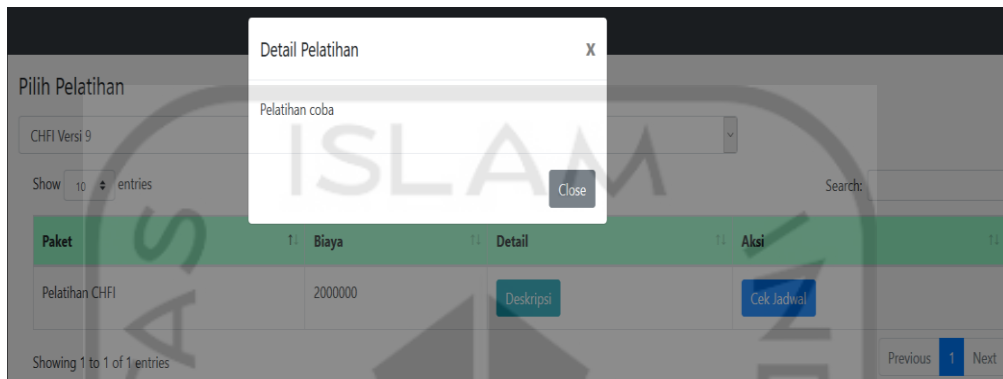 Detail Pelatihan X
Pilih Pelatihan
Pelatihan coba
CHFI Versi 9
ISLAM
Show 10 entries Search:
Close
Paket Biaya Detail Aksi
Pelatihan CHFI 2000000 Deskripsi Cek Jadwal
Showing 1 to 1 of 1 entries Previous 1 Next